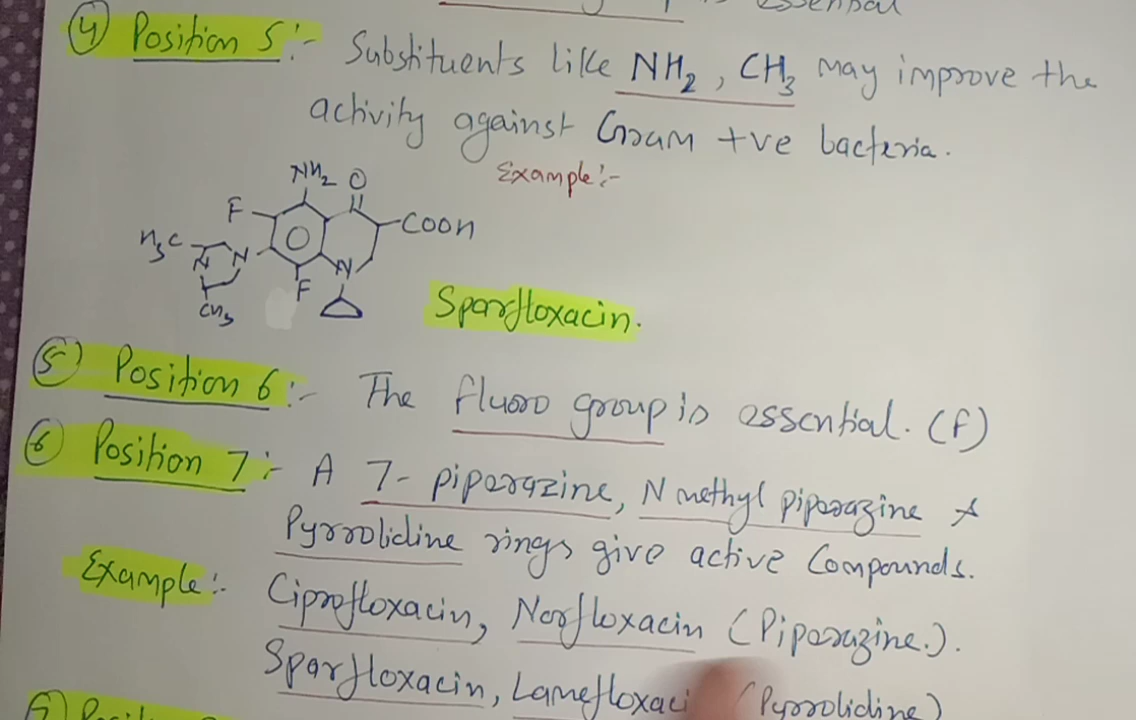 essential
④ Position 5:- Substituents like NH₂, CH₃ may improve the
activity against Gram +ve bacteria.
Example:-
NH₂ O
F COOH
H₃C N N N
F
CH₃
Sparfloxacin.
⑤ Position 6:- The fluoro group is essential. (F)
⑥ Position 7:- A 7- piperazine, N methyl piperazine &
Pyrrolidine rings give active Compounds.
Example:- Ciprofloxacin, Norfloxacin (Piperazine.).
Sparfloxacin, Lamefloxaci (Pyrrolidine)